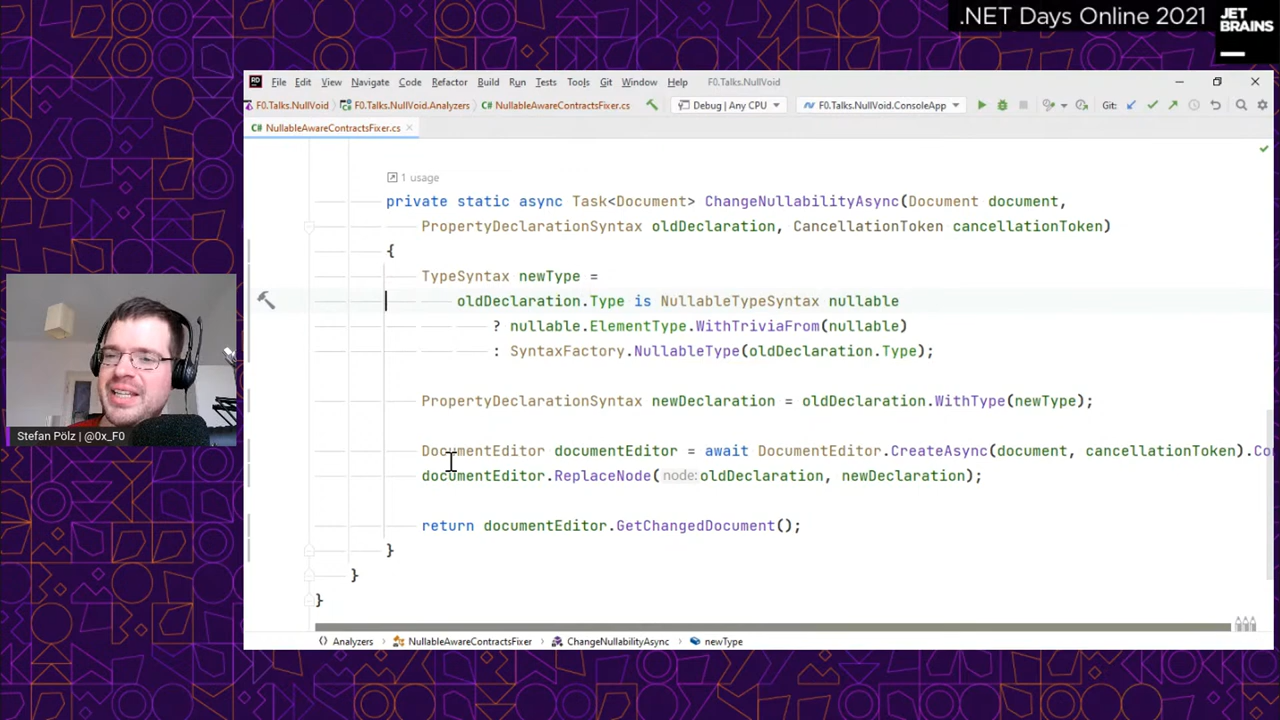 .NET Days Online 2021
JET
BRAINS
File Edit View Navigate Code Refactor Build Run Tests Tools Git Window Help F0.Talks.NullVoid
F0.Talks.NullVoid F0.Talks.NullVoid.Analyzers C# NullableAwareContractsFixer.cs Debug | Any CPU F0.Talks.NullVoid.ConsoleApp Git:
C# NullableAwareContractsFixer.cs
1 usage
private static async Task<Document> ChangeNullabilityAsync(Document document,
PropertyDeclarationSyntax oldDeclaration, CancellationToken cancellationToken)
{
TypeSyntax newType =
oldDeclaration.Type is NullableTypeSyntax nullable
? nullable.ElementType.WithTriviaFrom(nullable)
: SyntaxFactory.NullableType(oldDeclaration.Type);
PropertyDeclarationSyntax newDeclaration = oldDeclaration.WithType(newType);
DocumentEditor documentEditor = await DocumentEditor.CreateAsync(document, cancellationToken).Co
documentEditor.ReplaceNode(node: oldDeclaration, newDeclaration);
return documentEditor.GetChangedDocument();
}
}
}
Stefan Pölz | @0x_F0
Analyzers NullableAwareContractsFixer ChangeNullabilityAsync newType